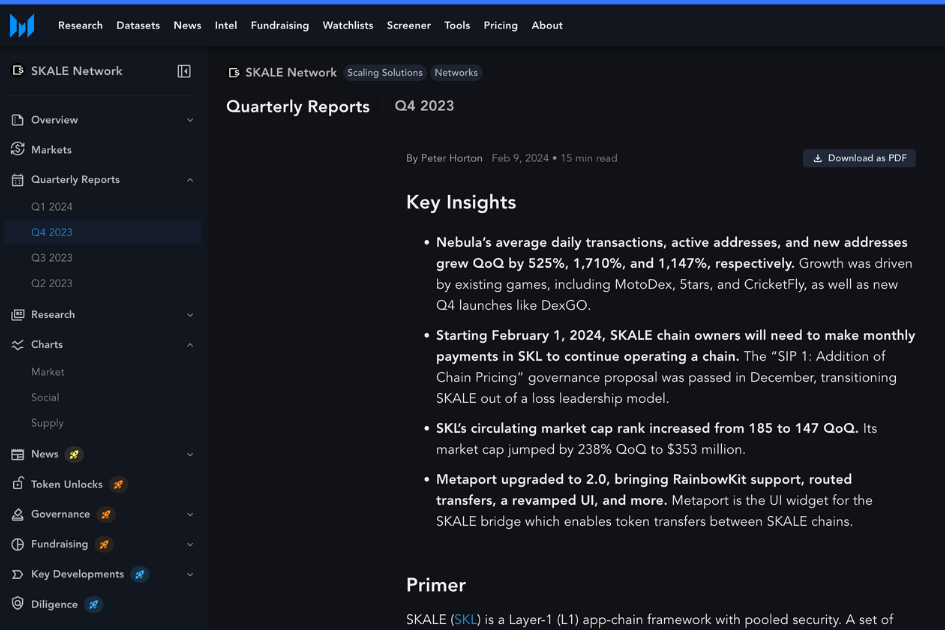 Research Datasets News Intel Fundraising Watchlists Screener Tools Pricing About
SKALE Network
Overview
Markets
Quarterly Reports
Q1 2024
Q4 2023
Q3 2023
Q2 2023
Research
Charts
Market
Social
Supply
News
Token Unlocks
Governance
Fundraising
Key Developments
Diligence
SKALE Network Scaling Solutions Networks
Quarterly Reports Q4 2023
By Peter Horton Feb 9, 2024 • 15 min read
Download as PDF
Key Insights
• Nebula’s average daily transactions, active addresses, and new addresses
grew QoQ by 525%, 1,710%, and 1,147%, respectively. Growth was driven
by existing games, including MotoDex, 5tars, and CricketFly, as well as new
Q4 launches like DexGO.
• Starting February 1, 2024, SKALE chain owners will need to make monthly
payments in SKL to continue operating a chain. The “SIP 1: Addition of
Chain Pricing” governance proposal was passed in December, transitioning
SKALE out of a loss leadership model.
• SKL’s circulating market cap rank increased from 185 to 147 QoQ. Its
market cap jumped by 238% QoQ to $353 million.
• Metaport upgraded to 2.0, bringing RainbowKit support, routed
transfers, a revamped UI, and more. Metaport is the UI widget for the
SKALE bridge which enables token transfers between SKALE chains.
Primer
SKALE (SKL) is a Layer-1 (L1) app-chain framework with pooled security. A set of